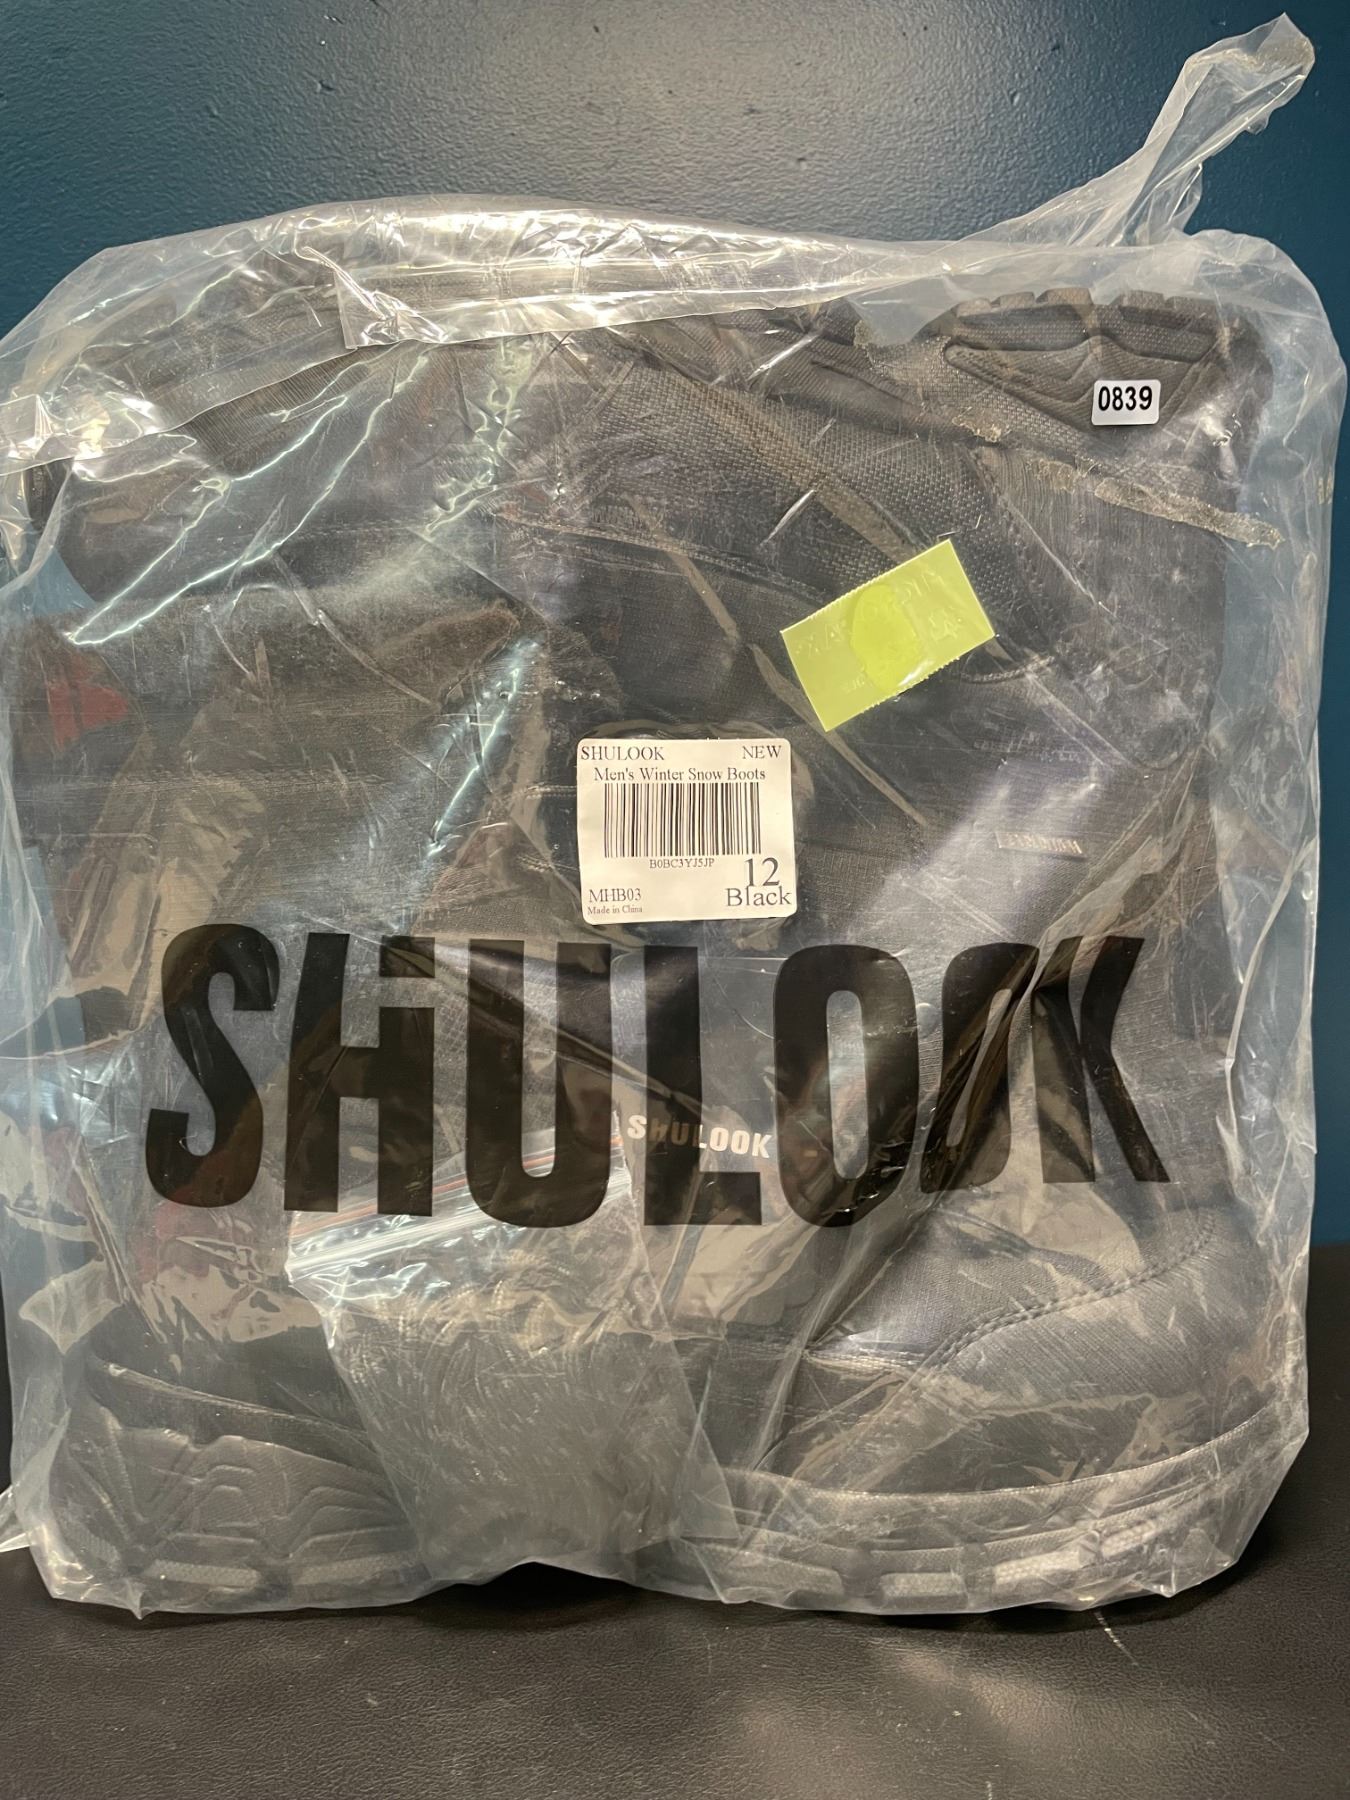 0839
SHULOOK NEW
Men's Winter Snow Boots
B0BC3YJ5JP
12
MHB03 Black
Made in China
SHULOOK
SHULOOK